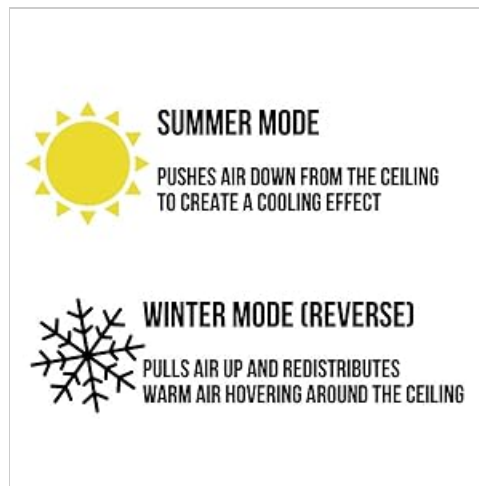 SUMMER MODE
PUSHES AIR DOWN FROM THE CEILING
TO CREATE A COOLING EFFECT
WINTER MODE (REVERSE)
PULLS AIR UP AND REDISTRIBUTES
WARM AIR HOVERING AROUND THE CEILING